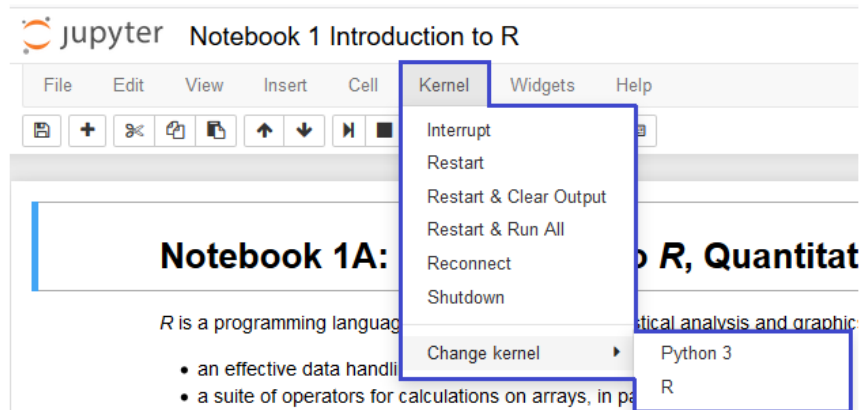 jupyter Notebook 1 Introduction to R
File Edit View Insert Cell Kernel Widgets Help
Interrupt
Restart
Restart & Clear Output
Restart & Run All
Reconnect
Shutdown
Change kernel
Python 3
R
Notebook 1A: R, Quantitat
R is a programming languag stical analysis and graphic
• an effective data handli
• a suite of operators for calculations on arrays, in pa